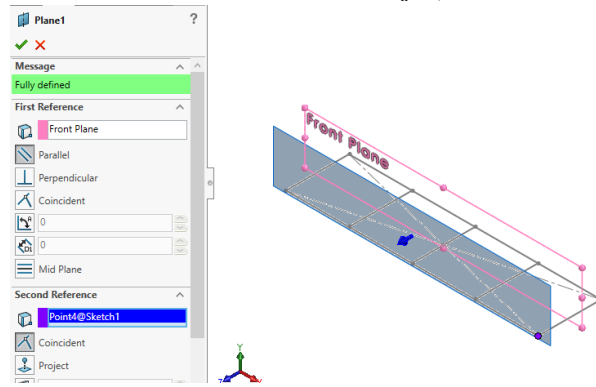 Plane1
?
Message
Fully defined
First Reference
Front Plane
Parallel
Perpendicular
Coincident
0
0
Mid Plane
Second Reference
Point4@Sketch1
Coincident
Project
Front Plane
Y